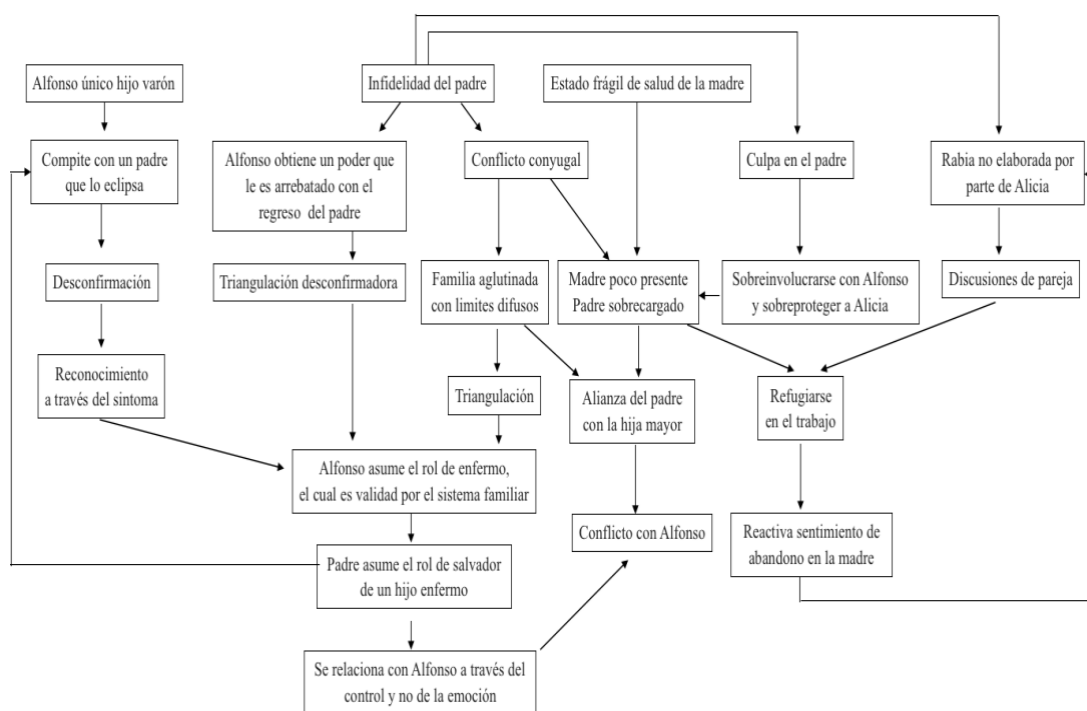 Alfonso único hijo varón
Infidelidad del padre
Estado frágil de salud de la madre
Compite con un padre
que lo eclipsa
Alfonso obtiene un poder que
le es arrebatado con el
regreso del padre
Conflicto conyugal
Culpa en el padre
Rabia no elaborada por
parte de Alicia
Desconfirmación
Triangulación desconfirmadora
Familia aglutinada
con limites difusos
Madre poco presente
Padre sobrecargado
Sobreinvolucrarse con Alfonso
y sobreproteger a Alicia
Discusiones de pareja
Reconocimiento
a través del sintoma
Triangulación
Alianza del padre
con la hija mayor
Refugiarse
en el trabajo
Alfonso asume el rol de enfermo,
el cual es validad por el sistema familiar
Conflicto con Alfonso
Reactiva sentimiento de
abandono en la madre
Padre asume el rol de salvador
de un hijo enfermo
Se relaciona con Alfonso a través del
control y no de la emoción